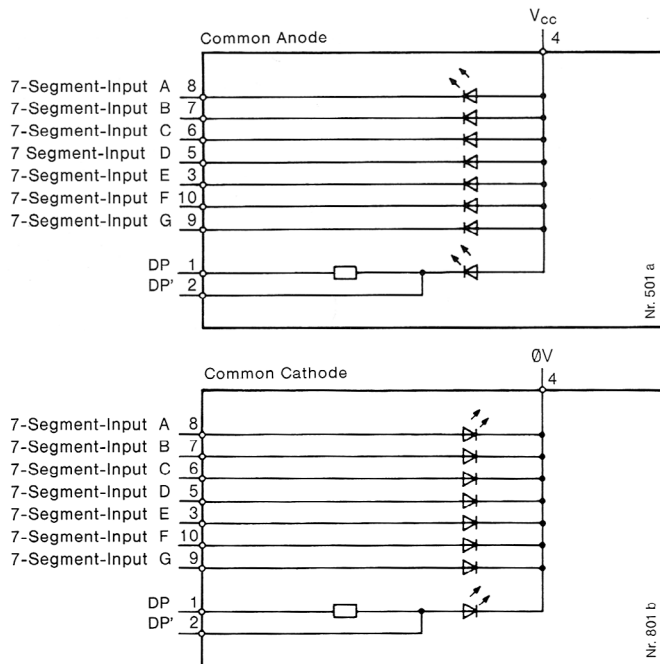 Vcc
Common Anode 4
7-Segment-Input A 8
7-Segment-Input B 7
7-Segment-Input C 6
7 Segment-Input D 5
7-Segment-Input E 3
7-Segment-Input F 10
7-Segment-Input G 9
DP 1
DP' 2
Nr. 501 a
ØV
Common Cathode 4
7-Segment-Input A 8
7-Segment-Input B 7
7-Segment-Input C 6
7-Segment-Input D 5
7-Segment-Input E 3
7-Segment-Input F 10
7-Segment-Input G 9
DP 1
DP' 2
Nr. 801 b